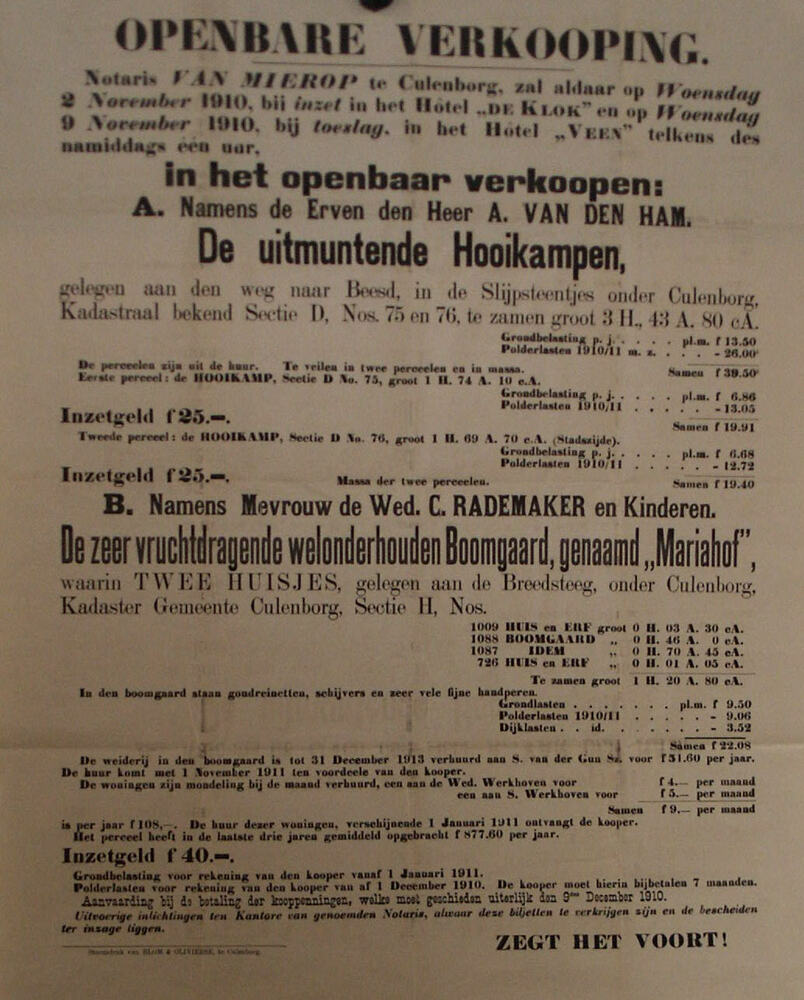 OPENBARE VERKOOPING.
Notaris VAN MIEROP te Culenborg, zal aldaar op Woensdag
2 November 1910, bij inzet in het Hotel „DE KLOK" en op Woensdag
9 November 1910, bij toeslag, in het Hotel „VEEN" telkens des
namiddags een uur,
in het openbaar verkoopen:
A. Namens de Erven den Heer A. VAN DEN HAM.
De uitmuntende Hooikampen,
gelegen aan den weg naar Beesd, in de Slijpsteentjes onder Culenborg,
Kadastraal bekend Sectie D, Nos. 75 en 76, te zamen groot 3 H., 43 A. 80 c.A.
Grondbelasting p. j. . . . . pl.m. f 13.50
Polderlasten 1910/11 m. z. . . . . - 26.00
Samen f 39.50
De perceelen zijn uit de huur. Te veilen in twee perceelen en in massa.
Eerste perceel: de HOOIKAMP, Sectie D No. 75, groot 1 H. 74 A. 10 c.A.
Grondbelasting p. j. . . . . pl.m. f 6.86
Polderlasten 1910/11 . . . . . - 13.05
Samen f 19.91
Inzetgeld f 25.–.
Tweede perceel: de HOOIKAMP, Sectie D No. 76, groot 1 H. 69 A. 70 c.A. (Stadszijde).
Grondbelasting p. j. . . . . pl.m. f 6.68
Polderlasten 1910/11 . . . . . - 12.72
Samen f 19.40
Inzetgeld f 25.–. Massa der twee perceelen.
B. Namens Mevrouw de Wed. C. RADEMAKER en Kinderen.
De zeer vruchtdragende welonderhouden Boomgaard, genaamd „Mariahof",
waarin TWEE HUISJES, gelegen aan de Breedsteeg, onder Culenborg,
Kadaster Gemeente Culenborg, Sectie H, Nos.
1009 HUIS en ERF groot 0 H. 03 A. 30 c.A.
1088 BOOMGAARD „ 0 H. 46 A. 0 c.A.
1087 IDEM „ 0 H. 70 A. 45 c.A.
726 HUIS en ERF „ 0 H. 01 A. 05 c.A.
Te zamen groot 1 H. 20 A. 80 c.A.
In den boomgaard staan goudreinetten, schijvers en zeer vele fijne handperen.
Grondlasten . . . . . . . pl.m. f 9.50
Polderlasten 1910/11 . . . . . - 9.06
Dijklasten . . id. . . . . . - 3.52
Samen f 22.08
De weiderij in den boomgaard is tot 31 December 1913 verhuurd aan S. van der Gun Sz. voor f 31.60 per jaar.
De huur komt met 1 November 1911 ten voordeele van den kooper.
De woningen zijn mondeling bij de maand verhuurd, een aan de Wed. Werkhoven voor f 4.— per maand
een aan S. Werkhoven voor f 5.— per maand
Samen f 9.— per maand
is per jaar f 108,—. De huur dezer woningen, verschijnende 1 Januari 1911 ontvangt de kooper.
Het perceel heeft in de laatste drie jaren gemiddeld opgebracht f 877.60 per jaar.
Inzetgeld f 40.–.
Grondbelasting voor rekening van den kooper vanaf 1 Januari 1911.
Polderlasten voor rekening van den kooper van af 1 December 1910. De kooper moet hierin bijbetalen 7 maanden.
Aanvaarding bij de betaling der kooppenningen, welke moet geschieden uiterlijk den 9den December 1910.
Uitvoerige inlichtingen ten Kantore van genoemden Notaris, alwaar deze biljetten te verkrijgen zijn en de bescheiden
ter inzage liggen.
ZEGT HET VOORT!
Stoomdruk van BLOM & OLIVIERSE, te Culenborg.